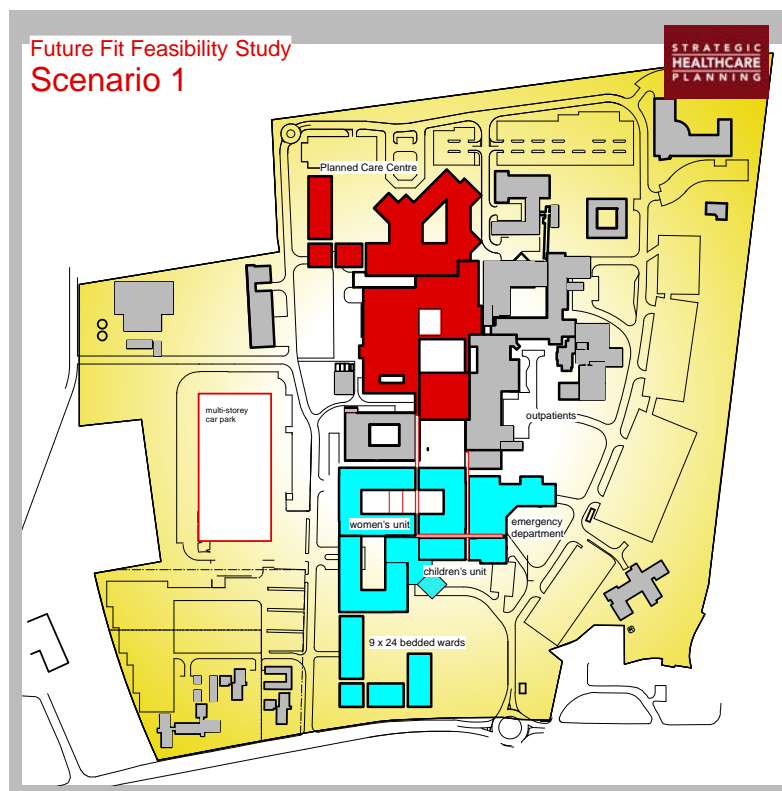 Future Fit Feasibility Study
Scenario 1
STRATEGIC
HEALTHCARE
PLANNING
Planned Care Centre
multi-storey
car park
outpatients
women's unit
emergency
department
children's unit
9 x 24 bedded wards